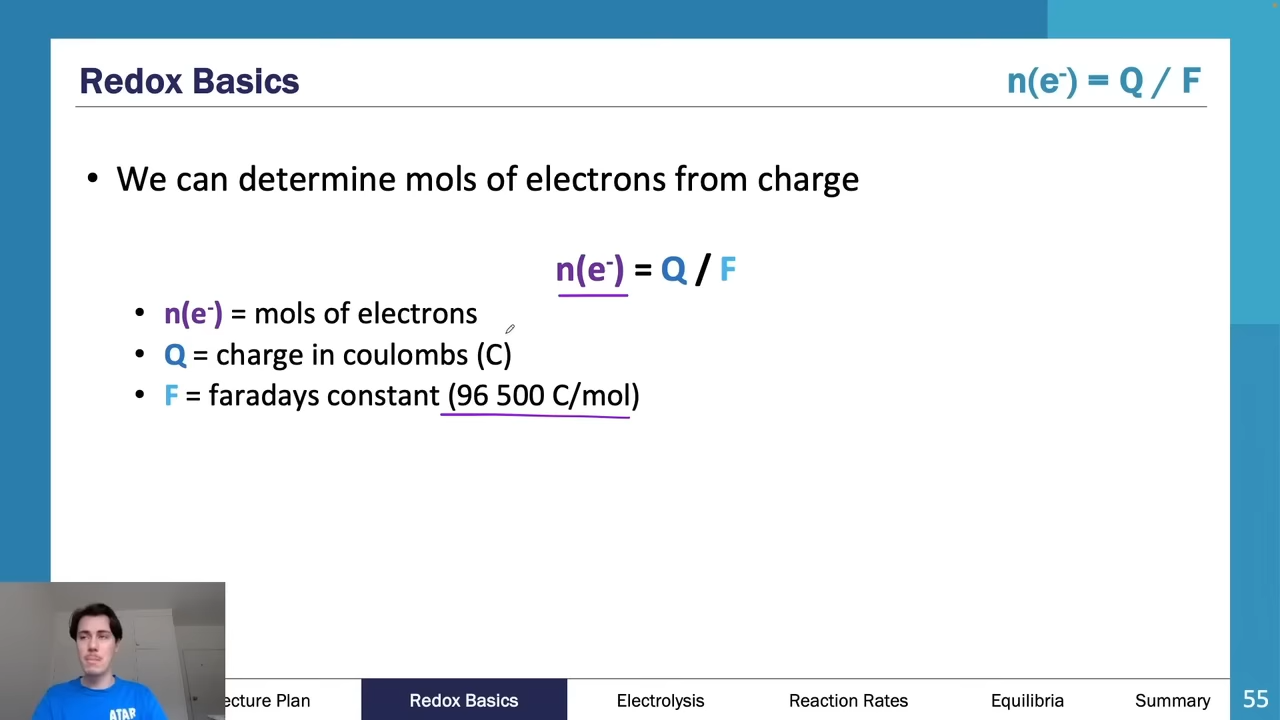 Redox Basics
n(e⁻) = Q / F
• We can determine mols of electrons from charge
n(e⁻) = Q / F
• n(e⁻) = mols of electrons
• Q = charge in coulombs (C)
• F = faradays constant (96 500 C/mol)
ATAR
ecture Plan Redox Basics Electrolysis Reaction Rates Equilibria Summary 55